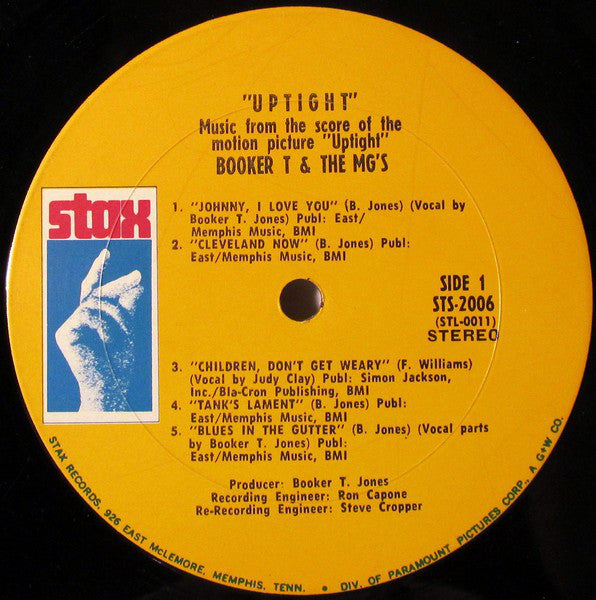 "UPTIGHT"
Music from the score of the
motion picture "Uptight"
BOOKER T & THE MG'S
stax
1. "JOHNNY, I LOVE YOU" (B. Jones) (Vocal by
Booker T. Jones) Publ: East/
Memphis Music, BMI
2. "CLEVELAND NOW" (B. Jones) Publ:
East/Memphis Music, BMI
SIDE 1
STS-2006
(STL-0011)
STEREO
3. "CHILDREN, DON'T GET WEARY" (F. Williams)
(Vocal by Judy Clay) Publ: Simon Jackson,
Inc./Bla-Cron Publishing, BMI
4. "TANK'S LAMENT" (B. Jones) Publ:
East/Memphis Music, BMI
5. "BLUES IN THE GUTTER" (B. Jones) (Vocal parts
by Booker T. Jones) Publ:
East/Memphis Music, BMI
Producer: Booker T. Jones
Recording Engineer: Ron Capone
Re-Recording Engineer: Steve Cropper
STAX RECORDS, 926 EAST McLEMORE, MEMPHIS, TENN. • DIV. OF PARAMOUNT PICTURES CORP., A G+W CO.